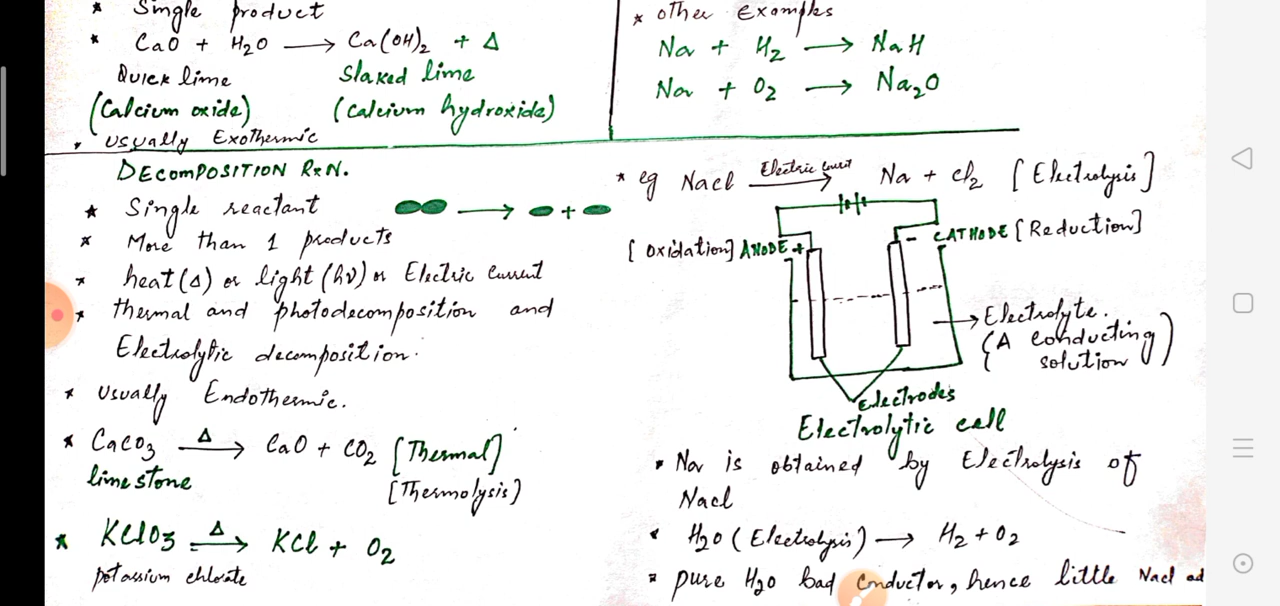 * Single product
* CaO + H2O ⟶ Ca(OH)2 + Δ
Quick lime Slaked lime
(Calcium oxide) (Calcium hydroxide)
* usually Exothermic
* other Examples
Na + H2 ⟶ NaH
Na + O2 ⟶ Na2O
DECOMPOSITION RXN.
* Single reactant ⟶ +
* More than 1 products
* heat (Δ) or light (hν) or Electric Current
* thermal and photodecomposition and
Electrolytic decomposition.
* usually Endothermic.
* CaCO3 —Δ→ CaO + CO2 [Thermal]
lime stone [Thermolysis]
* KClO3 —Δ→ KCl + O2
potassium chlorate
* eg NaCl —Electric Current→ Na + Cl2 [Electrolysis]
[Oxidation] ANODE + - CATHODE [Reduction]
→ Electrolyte.
(A conducting
solution)
Electrodes
Electrolytic cell
* Na is obtained by Electrolysis of
NaCl
* H2O (Electrolysis) ⟶ H2 + O2
* pure H2O bad Conductor, hence little NaCl ad